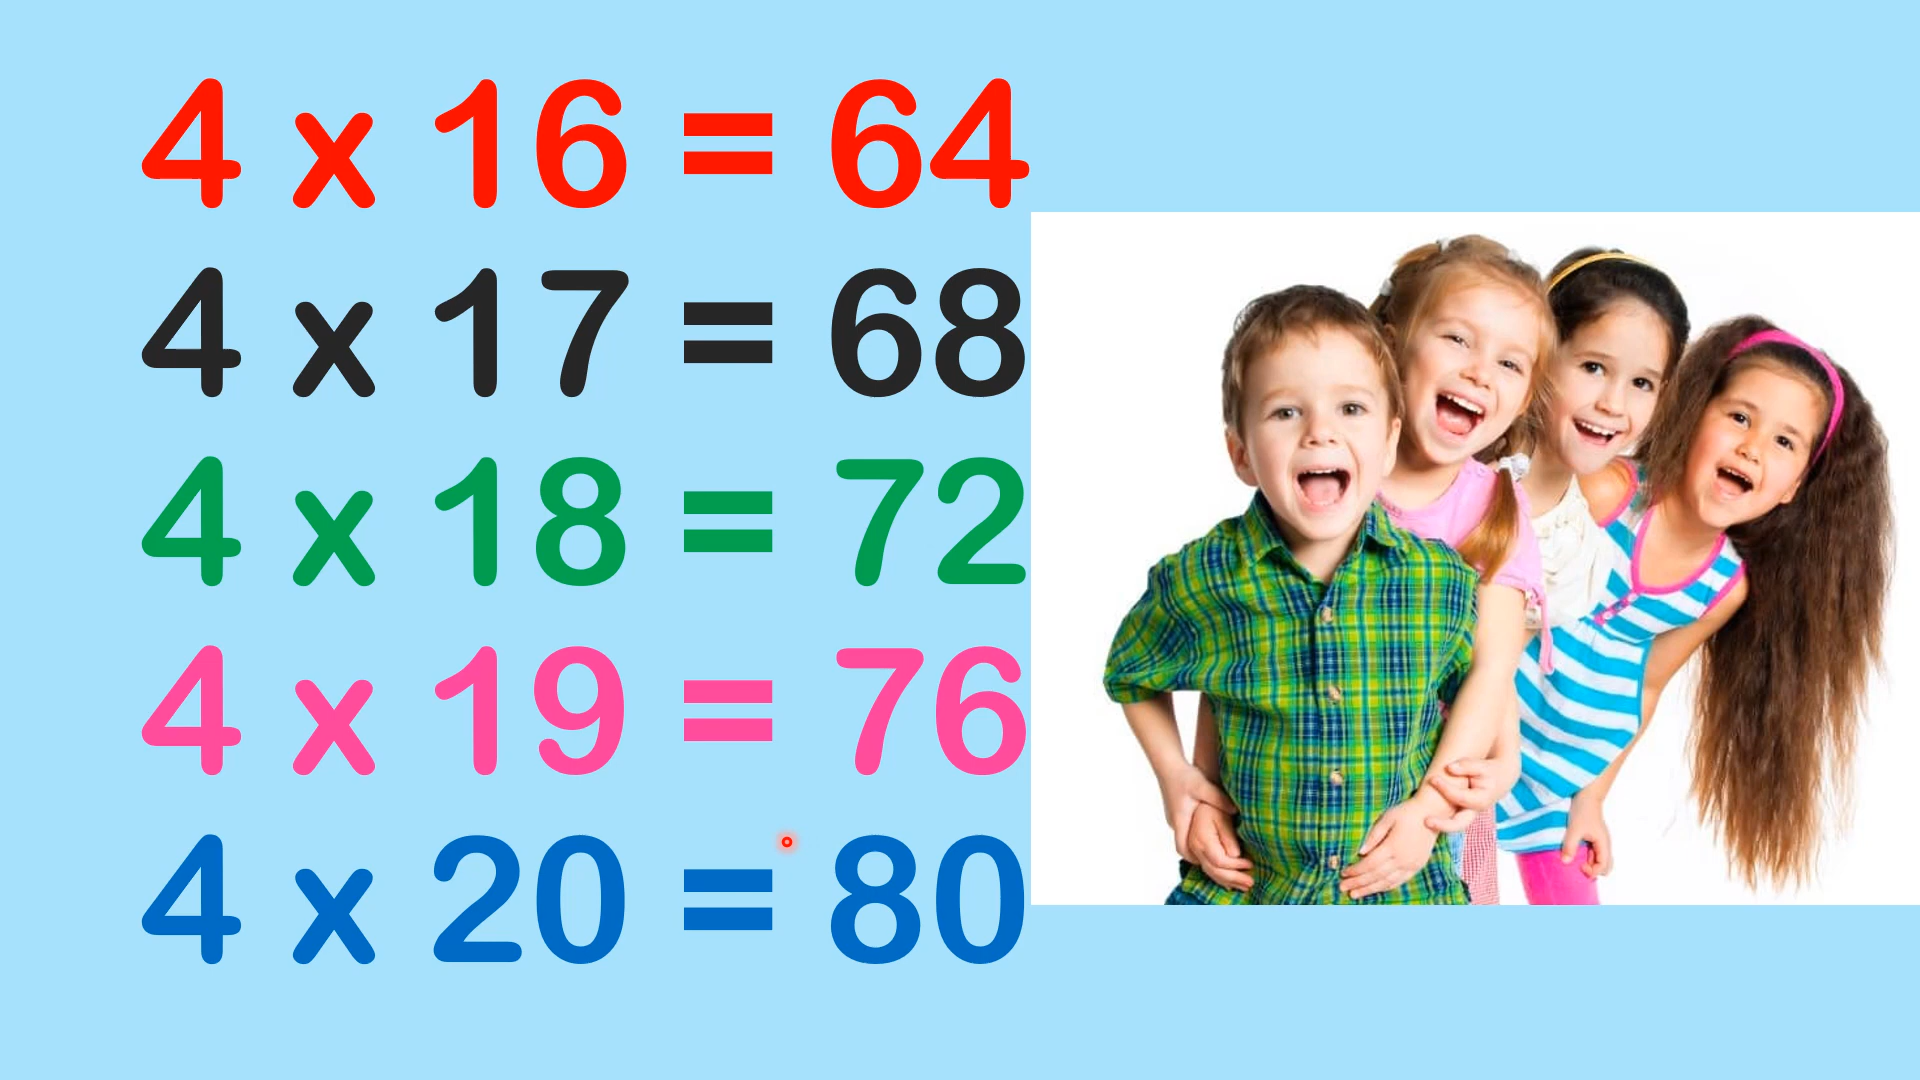 4 x 16 = 64
4 x 17 = 68
4 x 18 = 72
4 x 19 = 76
4 x 20 = 80